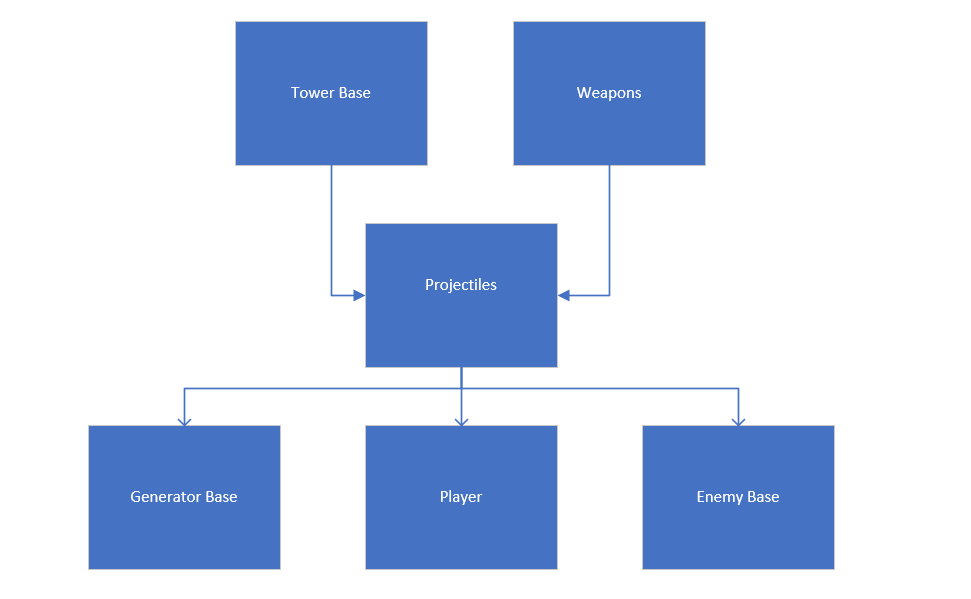 Tower Base
Weapons
Projectiles
Generator Base
Player
Enemy Base